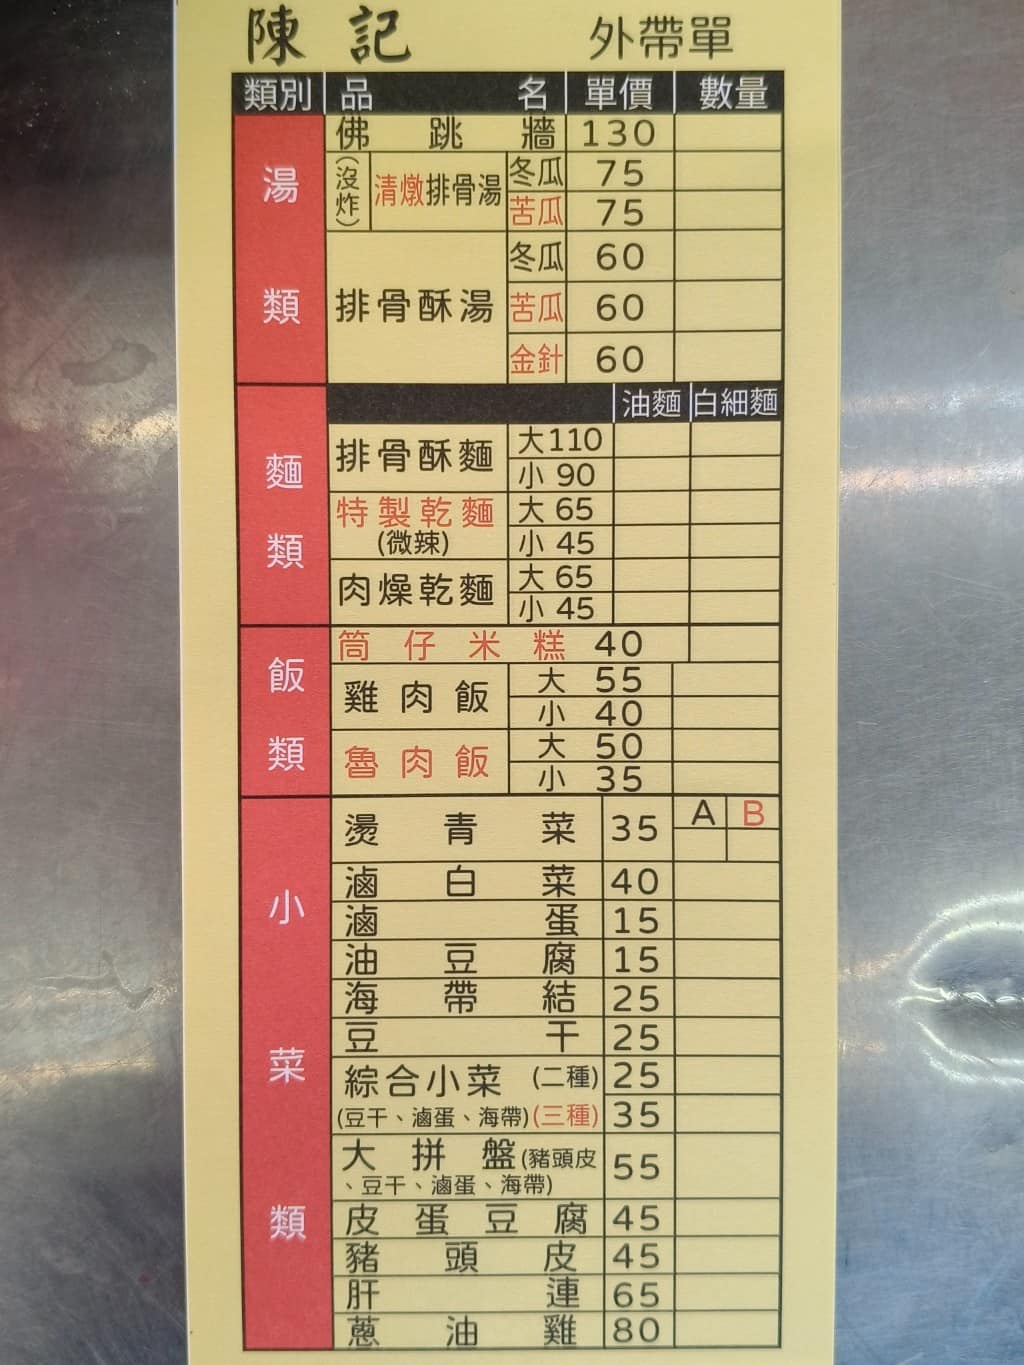 陳記 外帶單
類別 品名 單價 數量
湯類
佛跳牆 130
(沒炸) 清燉排骨湯 冬瓜 75
苦瓜 75
排骨酥湯 冬瓜 60
苦瓜 60
金針 60
麵類
油麵 白細麵
排骨酥麵 大110
小 90
特製乾麵 大 65
(微辣) 小 45
肉燥乾麵 大 65
小 45
飯類
筒仔米糕 40
雞肉飯 大 55
小 40
魯肉飯 大 50
小 35
小菜類
燙青菜 35 A B
滷白菜 40
滷蛋 15
油豆腐 15
海帶結 25
豆干 25
綜合小菜 (二種) 25
(豆干、滷蛋、海帶) (三種) 35
大拼盤(豬頭皮
、豆干、滷蛋、海帶) 55
皮蛋豆腐 45
豬頭皮 45
肝連 65
蔥油雞 80